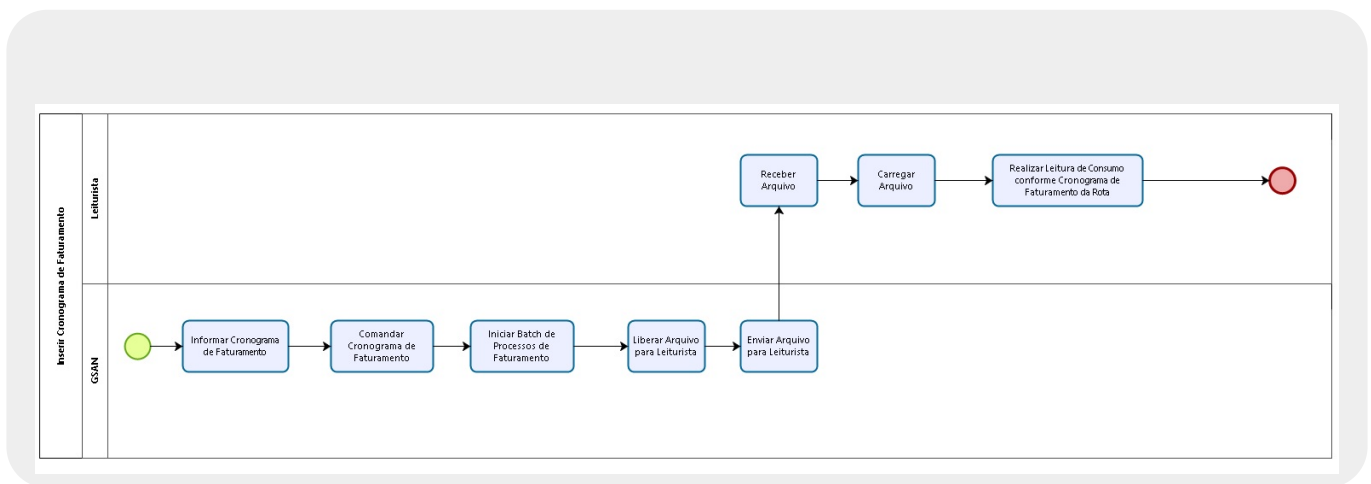 Inserir Cronograma de Faturamento
Leiturista
Receber
Arquivo
Carregar
Arquivo
Realizar Leitura de Consumo
conforme Cronograma de
Faturamento da Rota
GSAN
Informar Cronograma
de Faturamento
Comandar
Cronograma de
Faturamento
Iniciar Batch de
Processos de
Faturamento
Liberar Arquivo
para Leiturista
Enviar Arquivo
para Leiturista